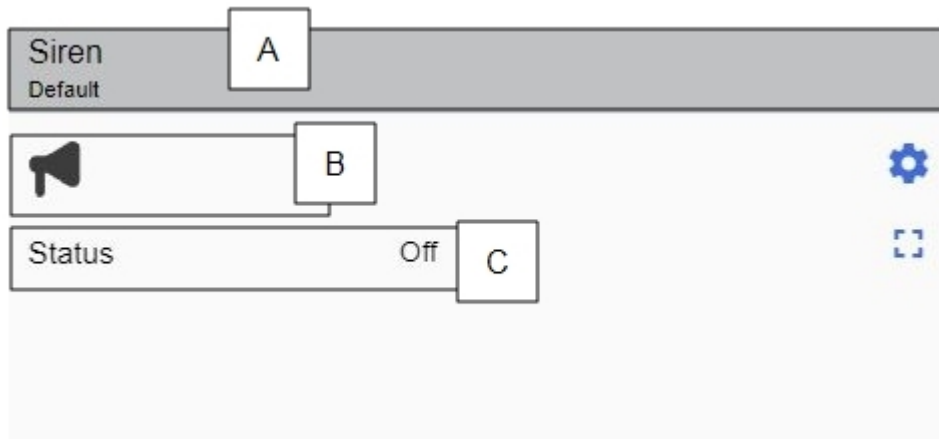 Siren
A
Default
B
Status Off
C